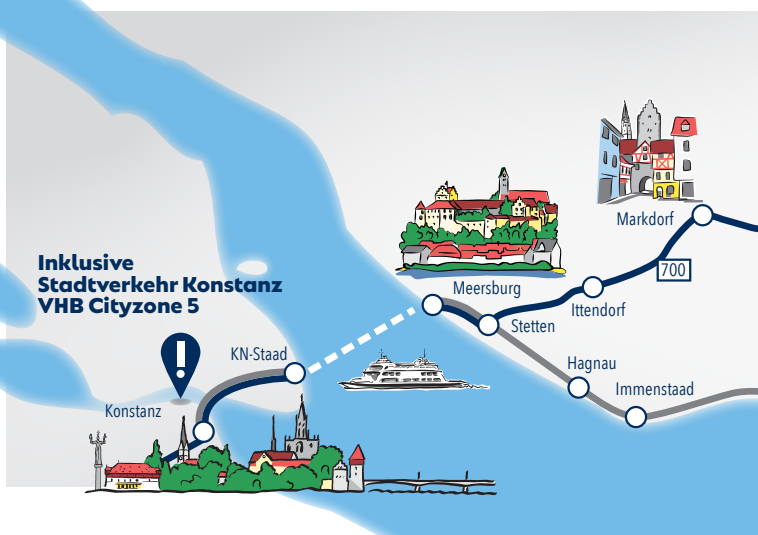 Markdorf
700
Inklusive
Stadtverkehr Konstanz
VHB Cityzone 5
Meersburg
Ittendorf
Stetten
KN-Staad
Hagnau
Immenstaad
Konstanz